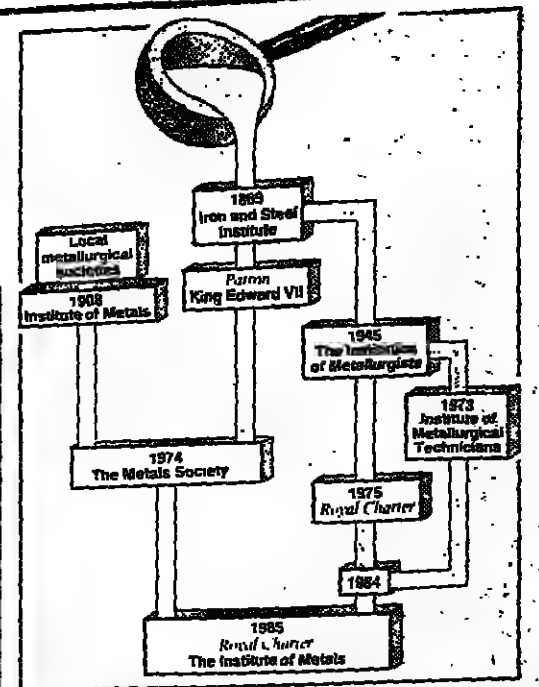 1869
Iron and Steel
Institute
Local
metallurgical
societies
1908
Institute of Metals
Patron
King Edward VII
1945
The Institution
of Metallurgists
1973
Institute of
Metallurgical
Technicians
1974
The Metals Society
1975
Royal Charter
1984
1985
Royal Charter
The Institute of Metals